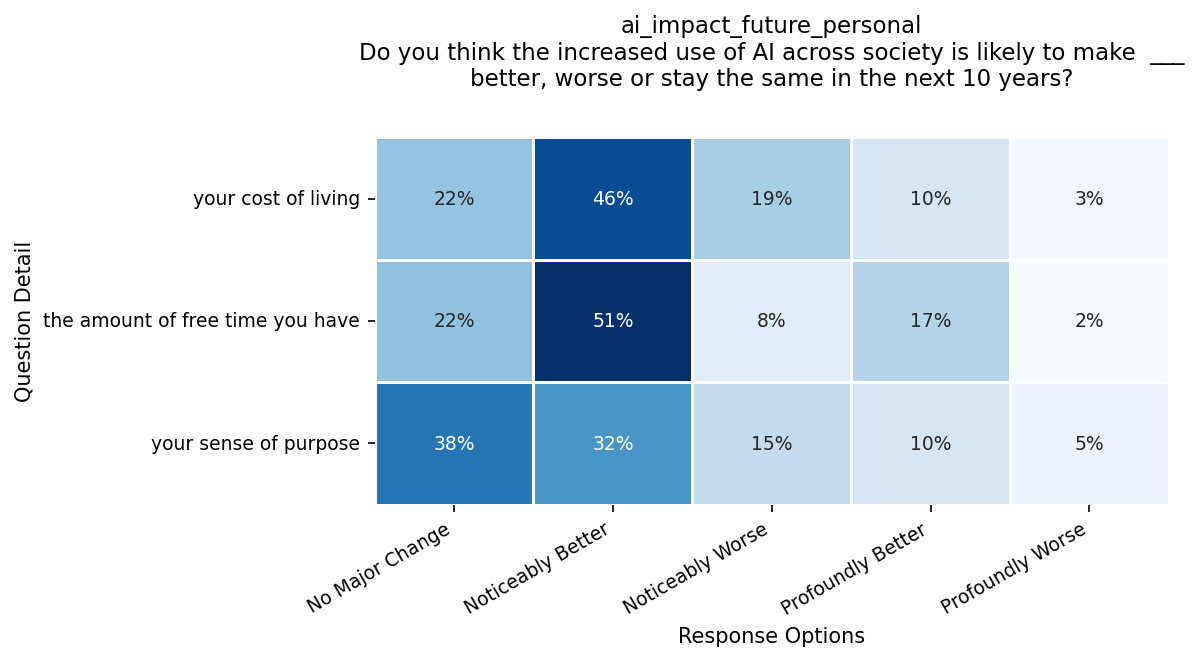 ai_impact_future_personal
Do you think the increased use of AI across society is likely to make ___
better, worse or stay the same in the next 10 years?
Question Detail
your cost of living
22% 46% 19% 10% 3%
the amount of free time you have
22% 51% 8% 17% 2%
your sense of purpose
38% 32% 15% 10% 5%
No Major Change
Noticeably Better
Noticeably Worse
Profoundly Better
Profoundly Worse
Response Options